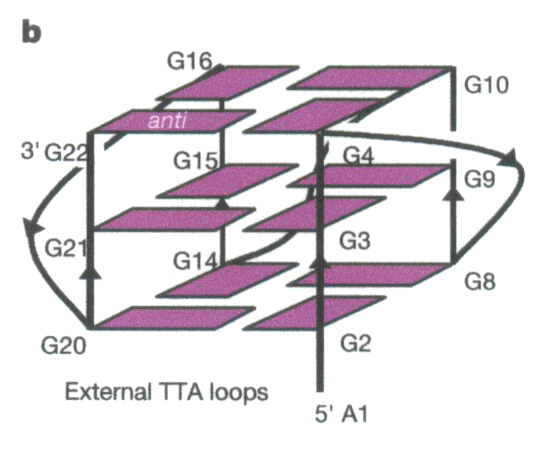 b
G16
G10
anti
3' G22
G15
G4
G9
G21
G3
G14
G8
G20
G2
External TTA loops
5' A1